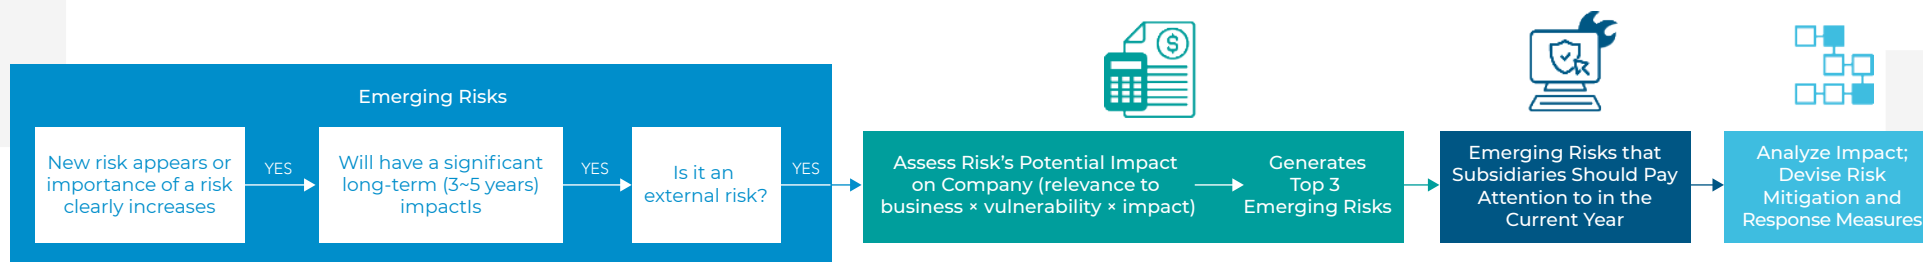 Emerging Risks
New risk appears or
importance of a risk
clearly increases
YES
Will have a significant
long-term (3~5 years)
impactIs
YES
Is it an
external risk?
YES
$
Assess Risk's Potential Impact
on Company (relevance to
business × vulnerability × impact)
Generates
Top 3
Emerging Risks
Emerging Risks that
Subsidiaries Should Pay
Attention to in the
Current Year
Analyze Impact;
Devise Risk
Mitigation and
Response Measures